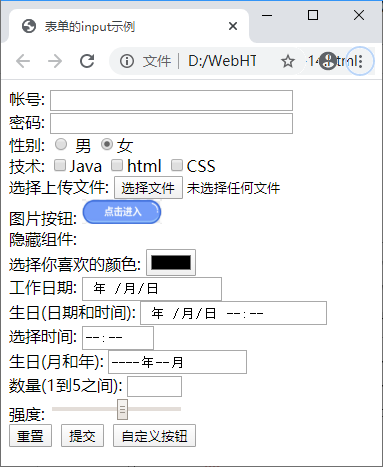 表单的input示例
文件 D:/WebHT 14.html
帐号:
密码:
性别: 男 女
技术: Java html CSS
选择上传文件: 选择文件 未选择任何文件
图片按钮: 点击进入
隐藏组件:
选择你喜欢的颜色:
工作日期: 年 /月/日
生日(日期和时间): 年 /月/日 --:--
选择时间: --:--
生日(月和年): ----年--月
数量(1到5之间):
强度:
重置 提交 自定义按钮